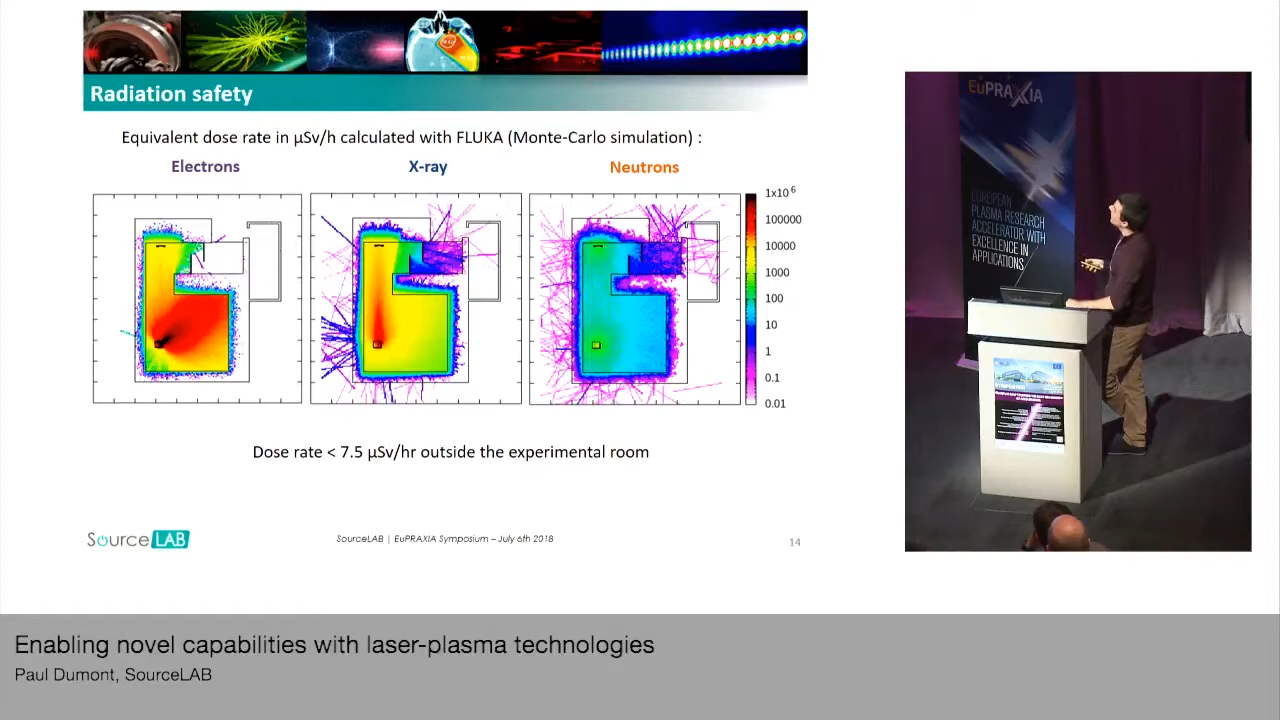 Radiation safety
Equivalent dose rate in µSv/h calculated with FLUKA (Monte-Carlo simulation) :
Electrons
X-ray
Neutrons
1x10⁶
100000
10000
1000
100
10
1
0.1
0.01
Dose rate < 7.5 µSv/hr outside the experimental room
SourceLAB
SourceLAB | EuPRAXIA Symposium – July 6th 2018
14
EuPRAXIA
EUROPEAN
PLASMA RESEARCH
ACCELERATOR WITH
EXCELLENCE IN
APPLICATIONS
Enabling novel capabilities with laser-plasma technologies
Paul Dumont, SourceLAB